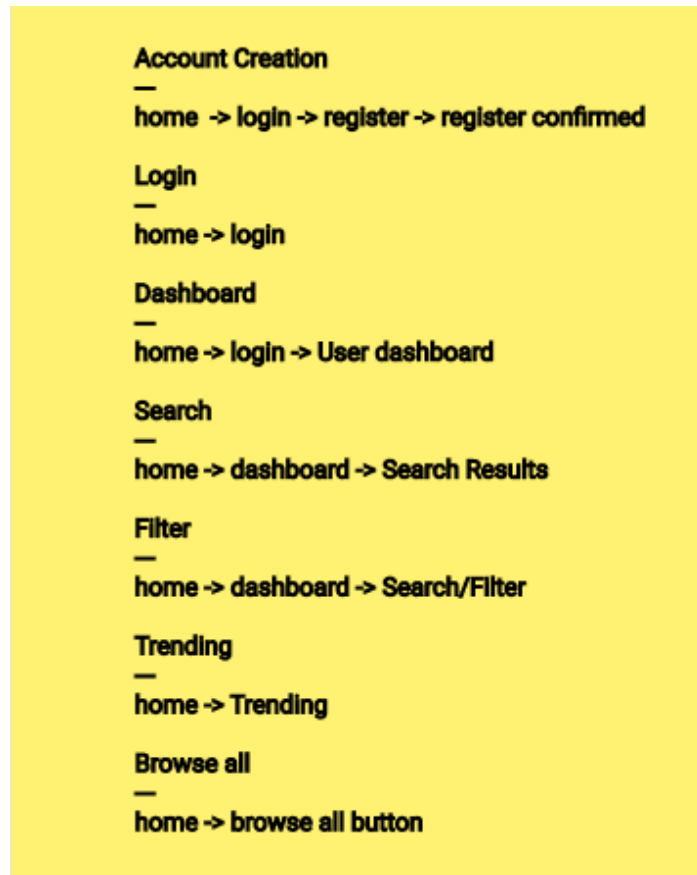 Account Creation
—
home  -> login -> register -> register confirmed
Login
—
home -> login
Dashboard
—
home -> login -> User dashboard
Search
—
home -> dashboard -> Search Results
Filter
—
home -> dashboard -> Search/Filter
Trending
—
home -> Trending
Browse all
—
home -> browse all button